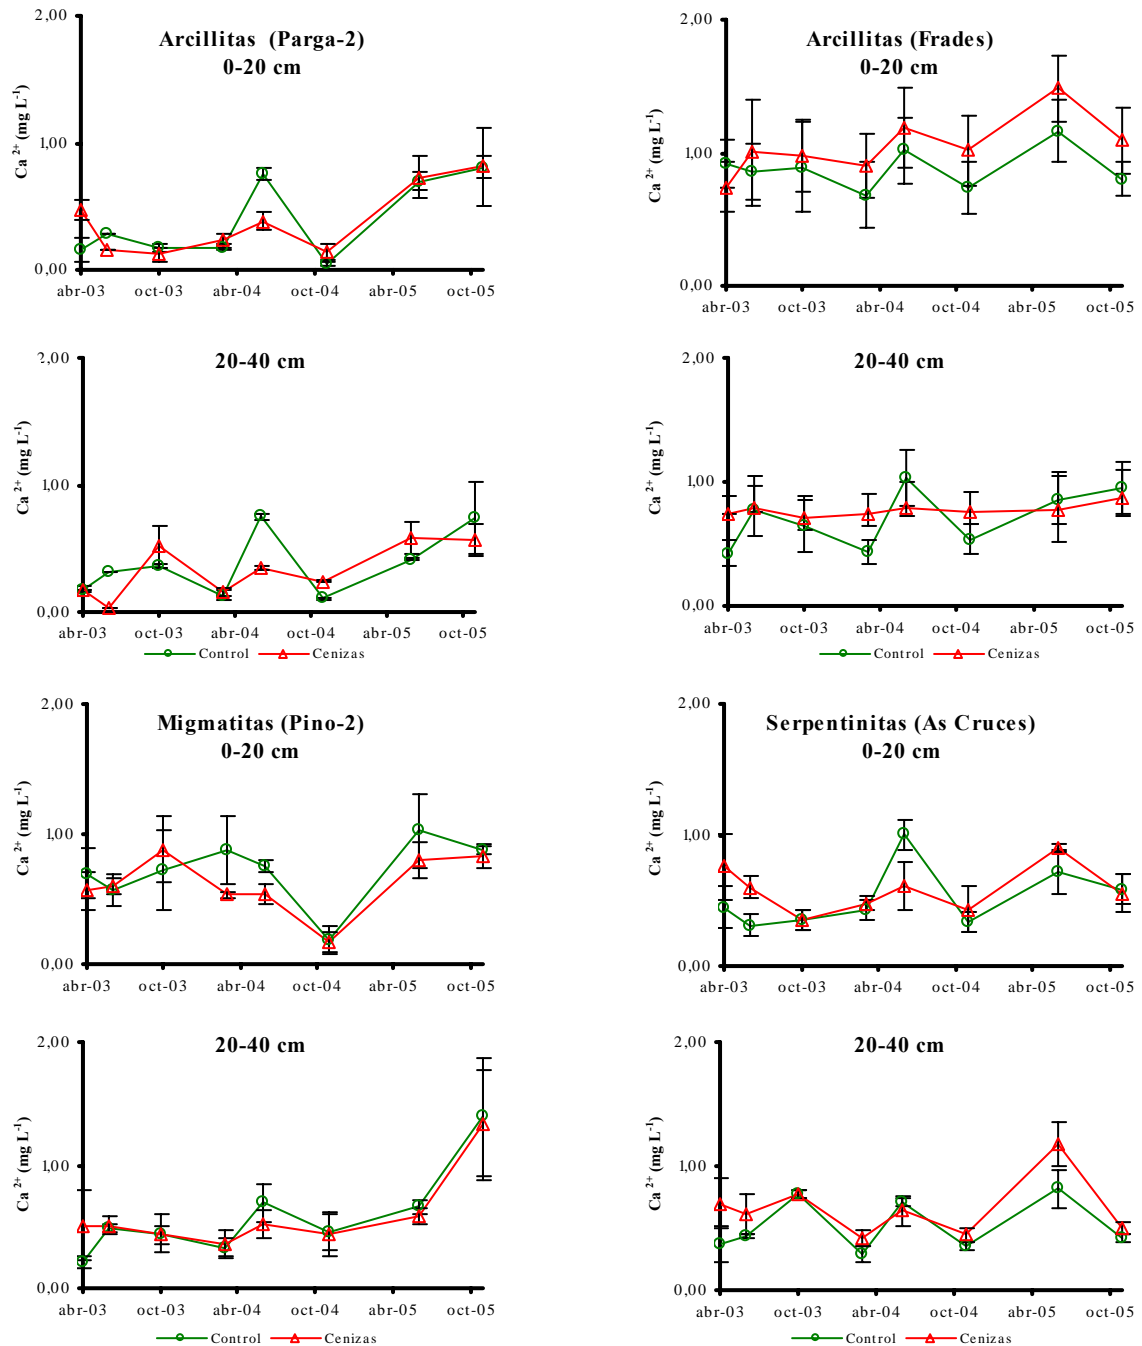 Arcillitas (Parga-2)
0-20 cm
Ca 2+ (mg L-1)
2,00
1,00
0,00
abr-03 oct-03 abr-04 oct-04 abr-05 oct-05
Arcillitas (Frades)
0-20 cm
Ca 2+ (mg L-1)
2,00
1,00
0,00
abr-03 oct-03 abr-04 oct-04 abr-05 oct-05
20-40 cm
Ca 2+ (mg L-1)
2,00
1,00
0,00
abr-03 oct-03 abr-04 oct-04 abr-05 oct-05
Control Cenizas
20-40 cm
Ca 2+ (mg L-1)
2,00
1,00
0,00
abr-03 oct-03 abr-04 oct-04 abr-05 oct-05
Control Cenizas
Migmatitas (Pino-2)
0-20 cm
Ca 2+ (mg L-1)
2,00
1,00
0,00
abr-03 oct-03 abr-04 oct-04 abr-05 oct-05
Serpentinitas (As Cruces)
0-20 cm
Ca 2+ (mg L-1)
2,00
1,00
0,00
abr-03 oct-03 abr-04 oct-04 abr-05 oct-05
20-40 cm
Ca 2+ (mg L-1)
2,00
1,00
0,00
abr-03 oct-03 abr-04 oct-04 abr-05 oct-05
Control Cenizas
20-40 cm
Ca 2+ (mg L-1)
2,00
1,00
0,00
abr-03 oct-03 abr-04 oct-04 abr-05 oct-05
Control Cenizas